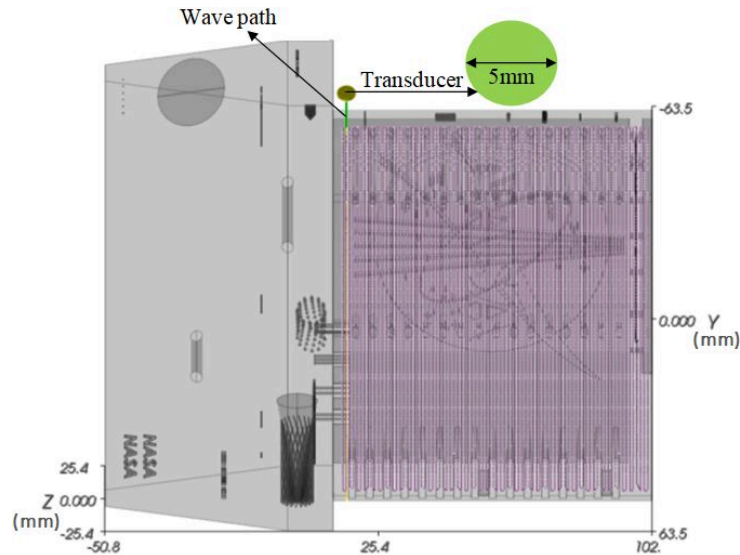 Wave path
Transducer
5mm
-63.5
0.000 Y
(mm)
NASA
NASA
25.4
Z 0.000
(mm)
-25.4
63.5
-50.8
25.4
102